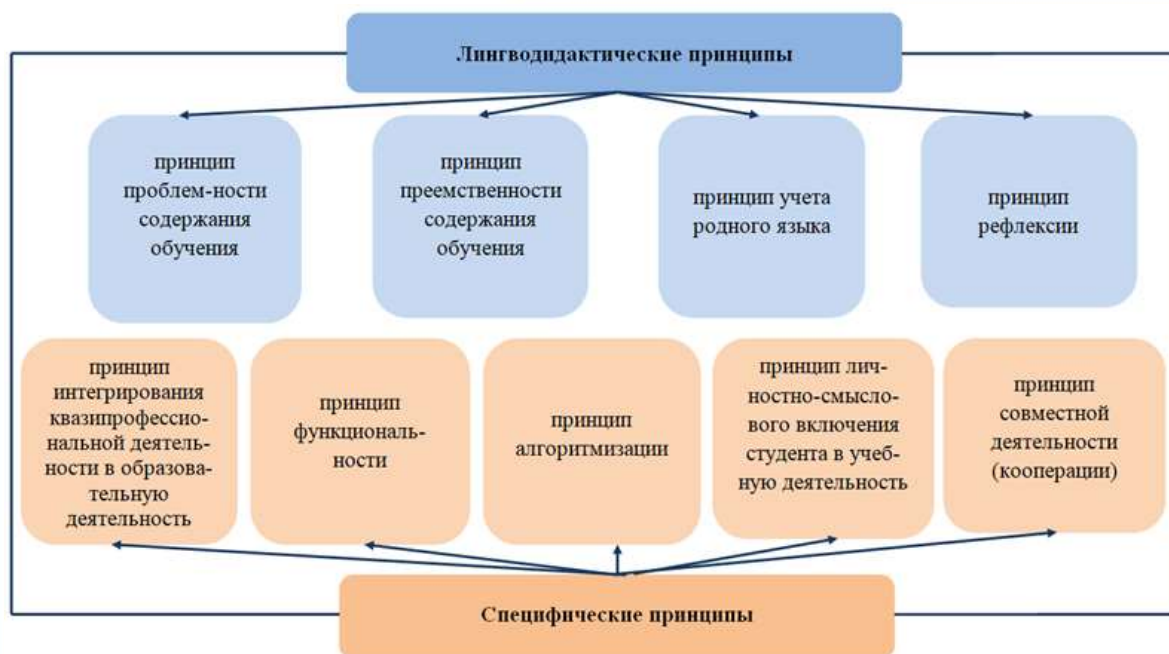 Лингводидактические принципы
принцип
проблем-ности
содержания
обучения
принцип
преемственности
содержания
обучения
принцип учета
родного языка
принцип
рефлексии
принцип
интегрирования
квазипрофессио-
нальной деятель-
ности в образова-
тельную
деятельность
принцип
функциональ-
ности
принцип
алгоритмизации
принцип лич-
ностно-смысло-
вого включения
студента в учеб-
ную деятельность
принцип
совместной
деятельности
(кооперации)
Специфические принципы